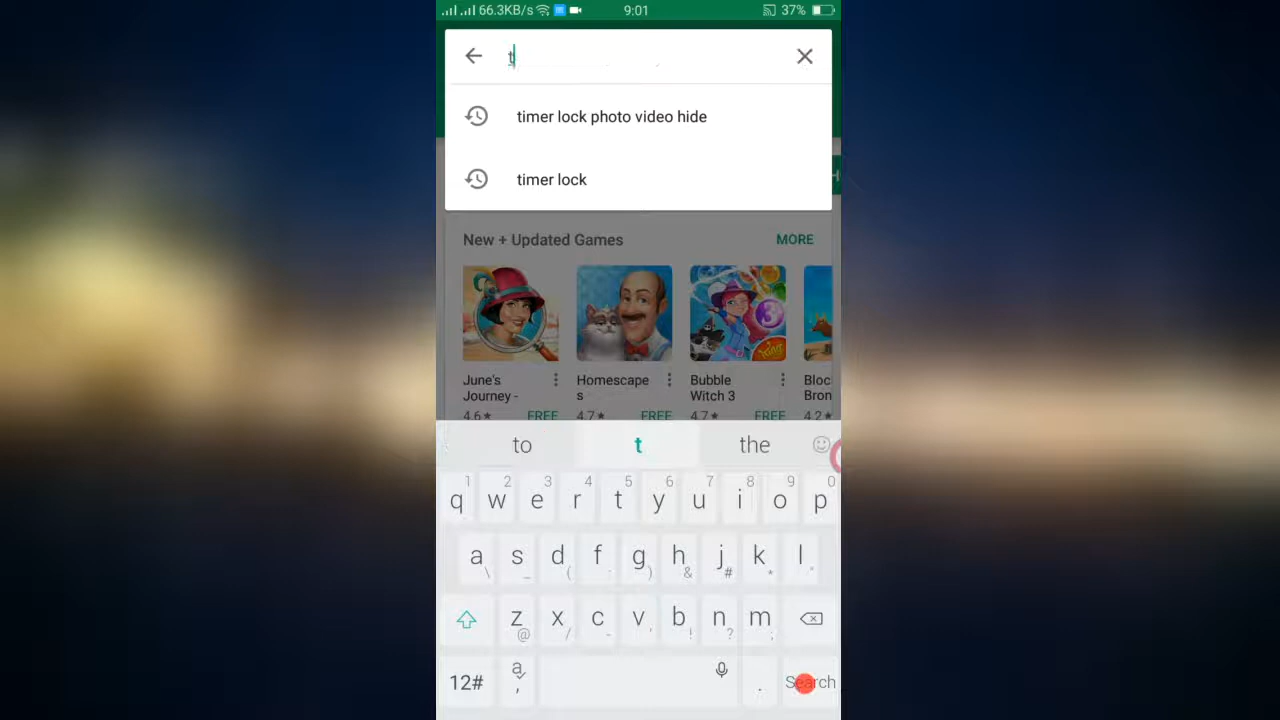 66.3KB/s 9:01 37%
t
timer lock photo video hide
timer lock
New + Updated Games MORE
June's Journey -
Homescapes
Bubble Witch 3
Bloc Bron
4.6★ FREE 4.7★ FREE 4.7★ FREE 4.2★
to t the
1 2 3 4 5 6 7 8 9 0
q w e r t y u i o p
a s d f g h j k l
\ _ ( ) & # *
z x c v b n m
@ / - ! ? ;
12# a , . Search